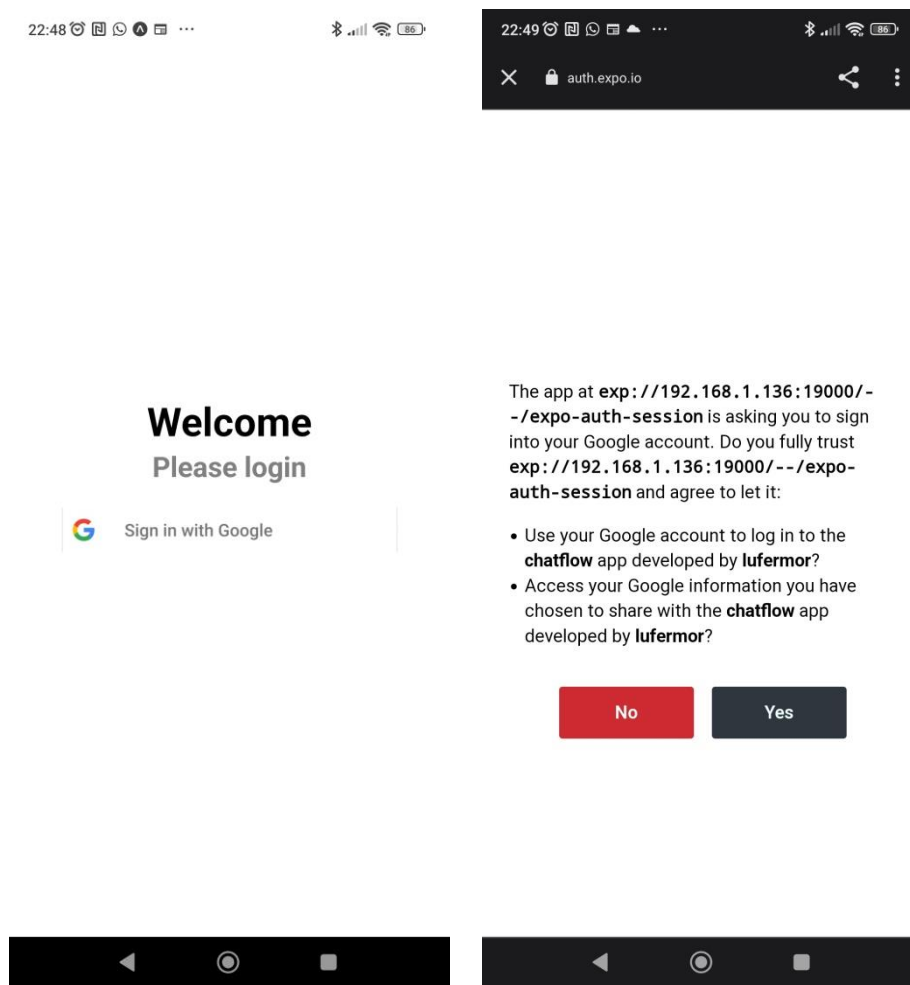 22:48
86
Welcome
Please login
Sign in with Google
22:49
86
auth.expo.io
The app at exp://192.168.1.136:19000/-
-/expo-auth-session is asking you to sign
into your Google account. Do you fully trust
exp://192.168.1.136:19000/--/expo-
auth-session and agree to let it:
• Use your Google account to log in to the
chatflow app developed by lufermor?
• Access your Google information you have
chosen to share with the chatflow app
developed by lufermor?
No
Yes